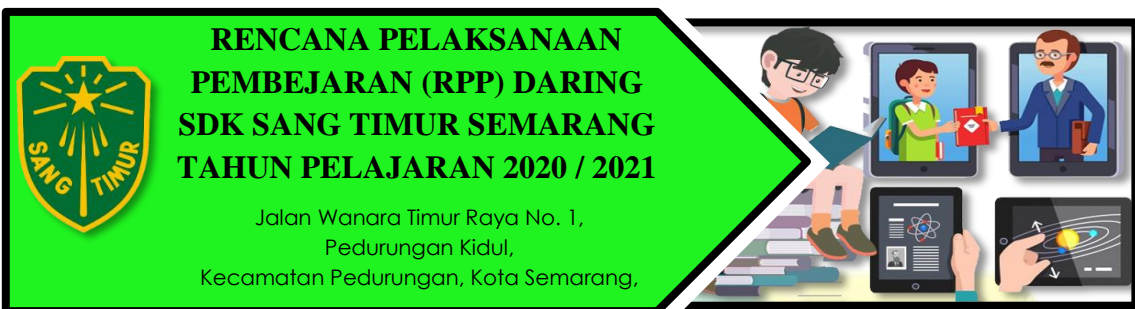 RENCANA PELAKSANAAN
PEMBEJARAN (RPP) DARING
SDK SANG TIMUR SEMARANG
TAHUN PELAJARAN 2020 / 2021
SANG TIMUR
Jalan Wanara Timur Raya No. 1,
Pedurungan Kidul,
Kecamatan Pedurungan, Kota Semarang,